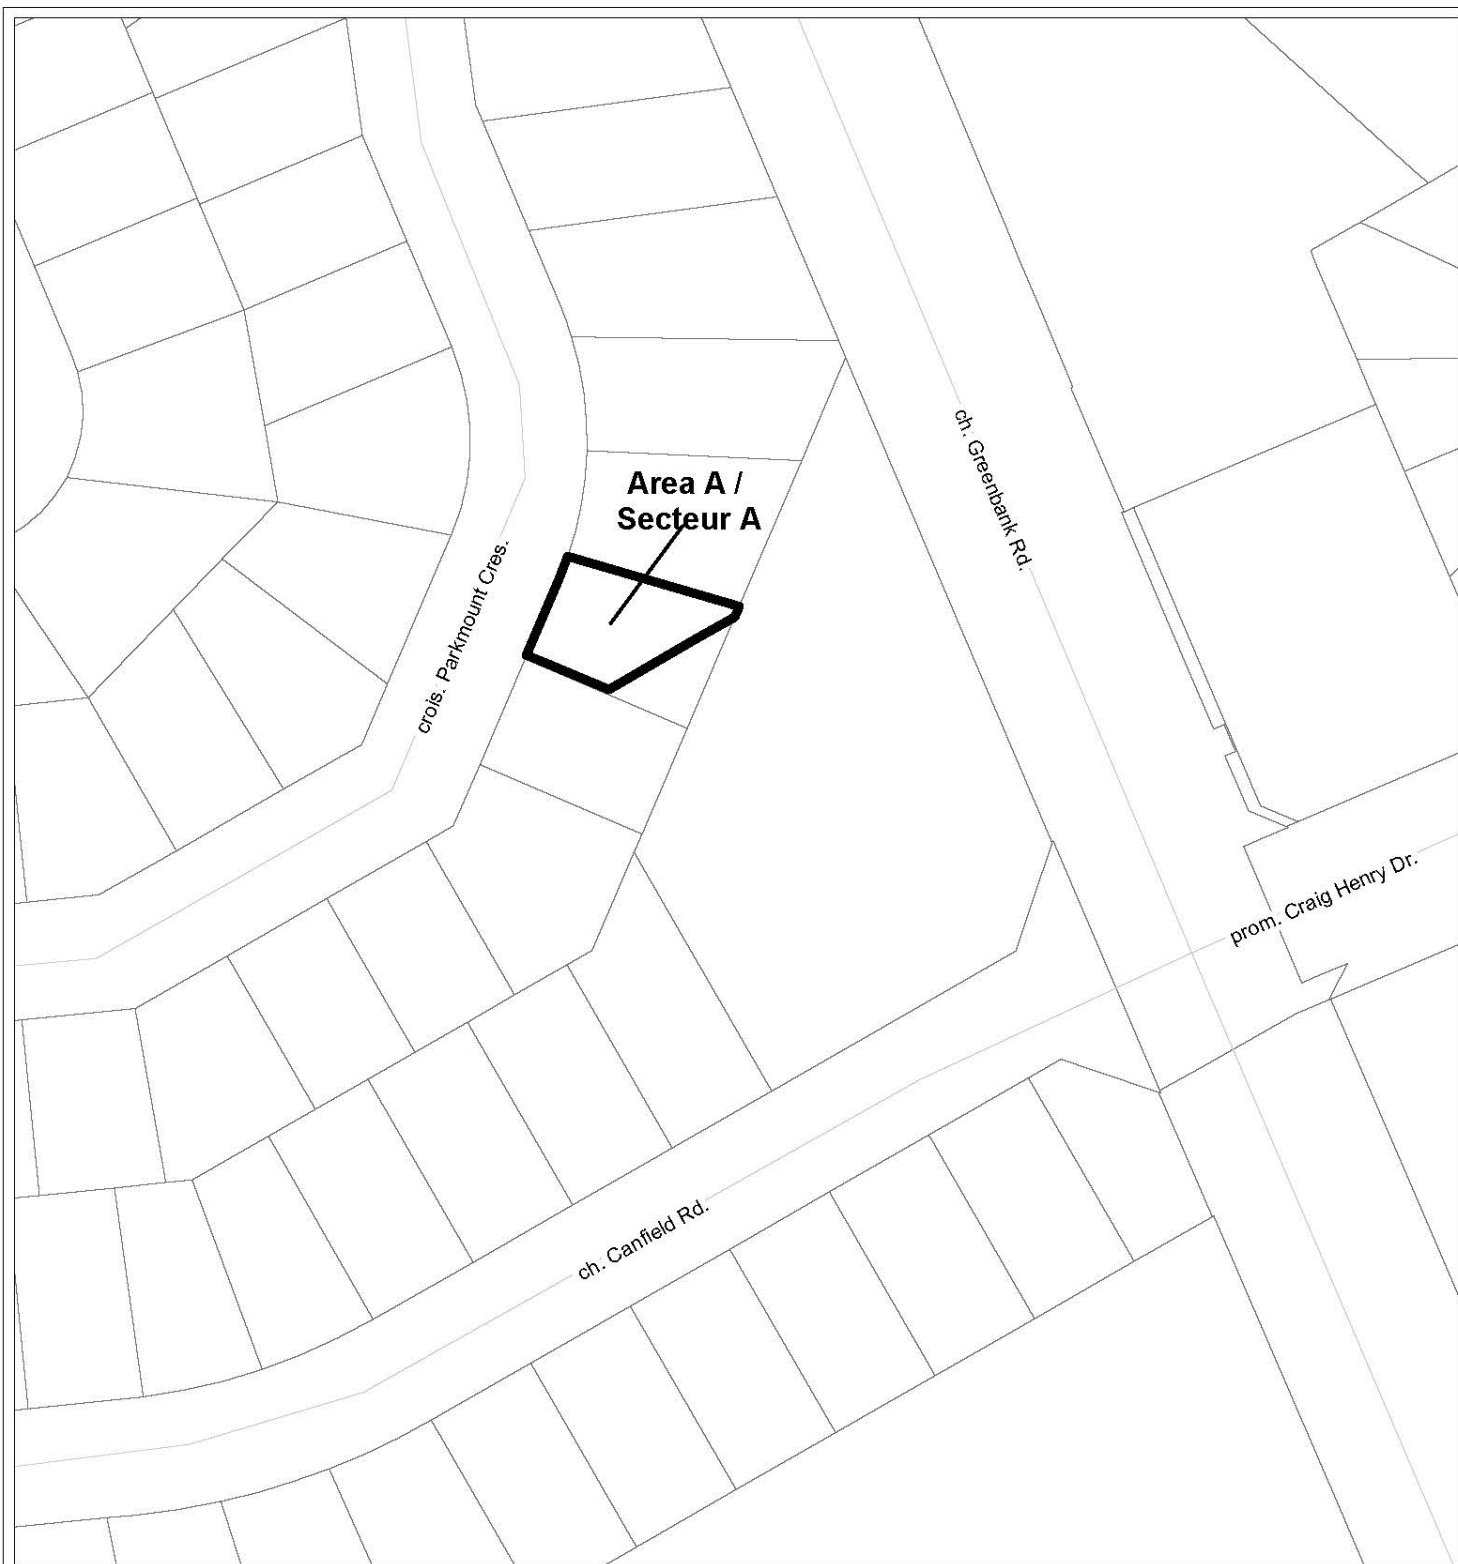 ch. Greenbank Rd.
Area A /
Secteur A
crois. Parkmount Cres.
prom. Craig Henry Dr.
ch. Canfield Rd.